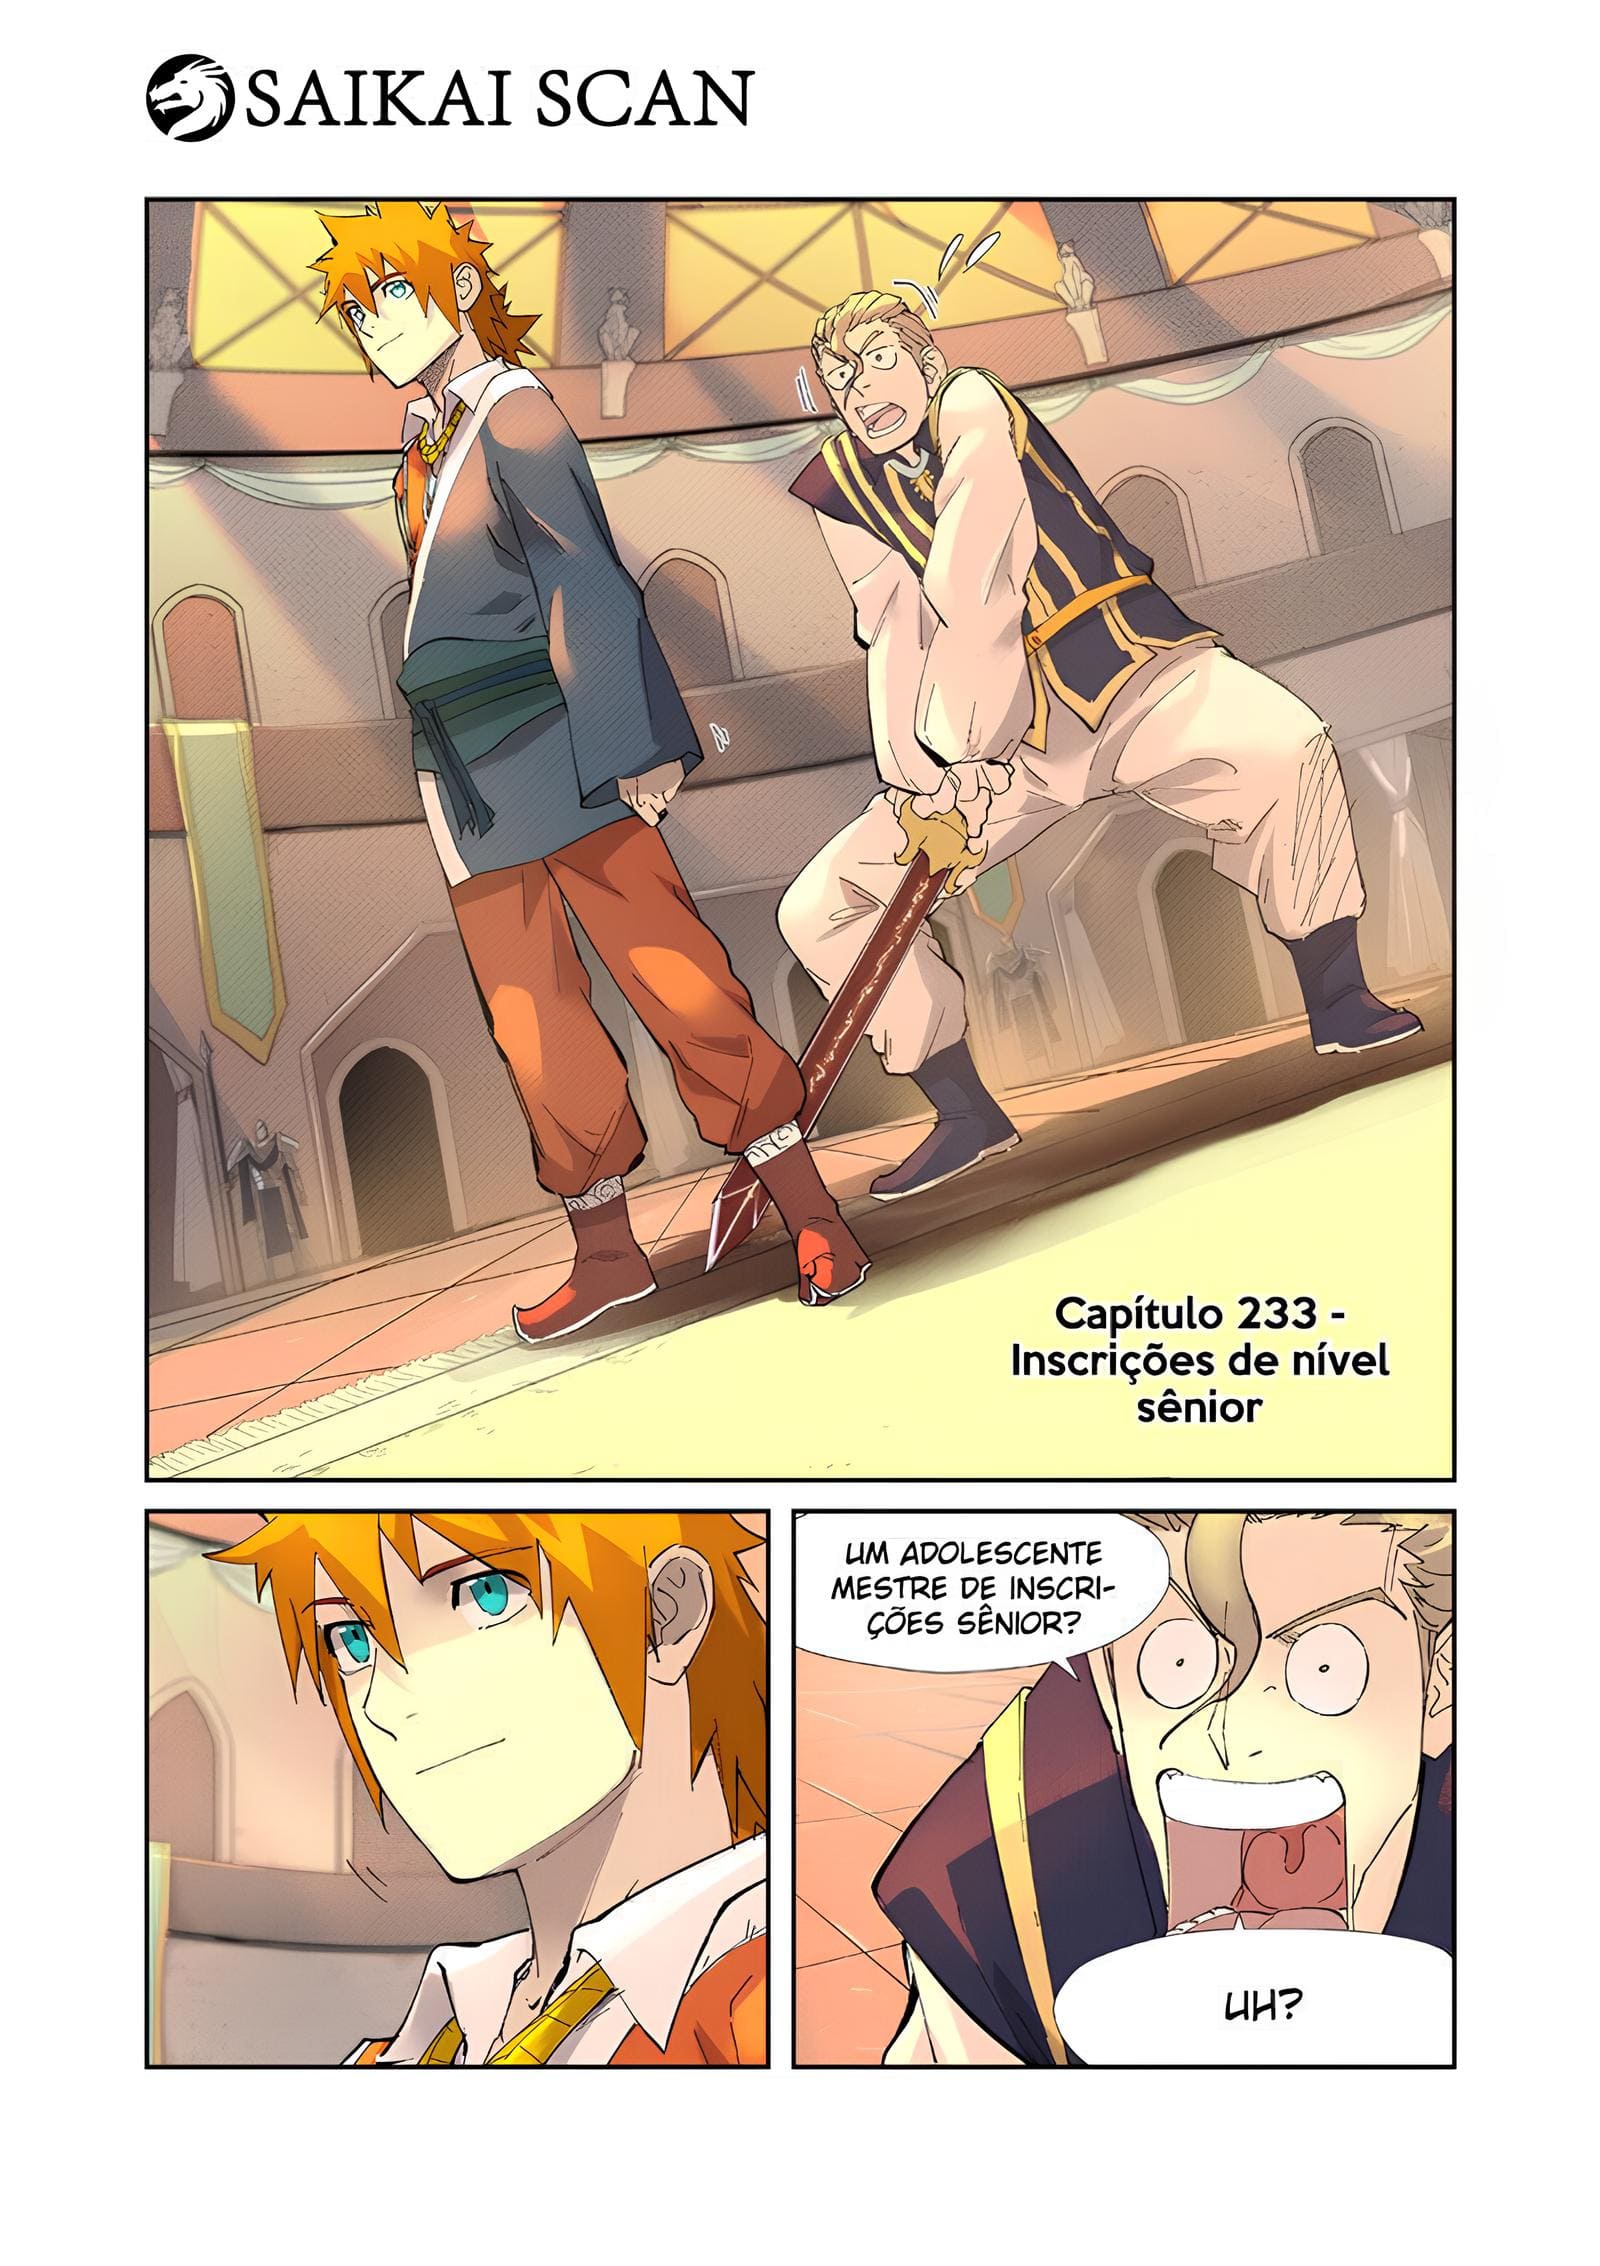 SAIKAI SCAN
Capítulo 233 -
Inscrições de nível
sênior
UM ADOLESCENTE
MESTRE DE INSCRI-
ÇÕES SÊNIOR?
UH?